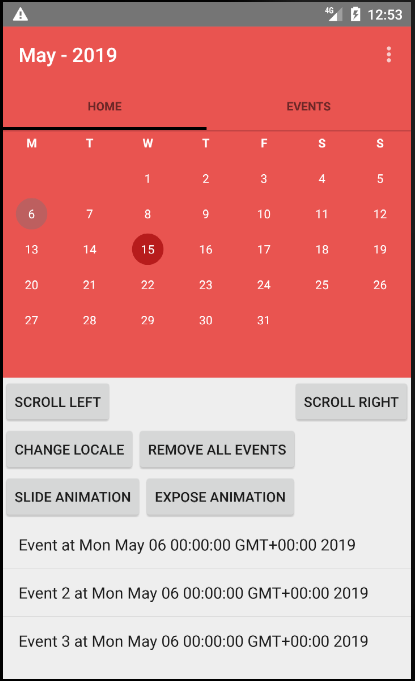 4G 12:53
May - 2019
HOME EVENTS
M T W T F S S
1 2 3 4 5
6 7 8 9 10 11 12
13 14 15 16 17 18 19
20 21 22 23 24 25 26
27 28 29 30 31
SCROLL LEFT SCROLL RIGHT
CHANGE LOCALE REMOVE ALL EVENTS
SLIDE ANIMATION EXPOSE ANIMATION
Event at Mon May 06 00:00:00 GMT+00:00 2019
Event 2 at Mon May 06 00:00:00 GMT+00:00 2019
Event 3 at Mon May 06 00:00:00 GMT+00:00 2019